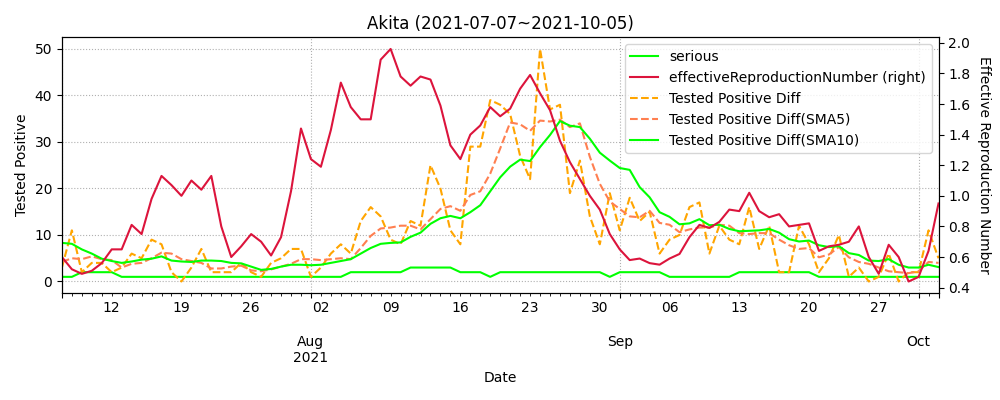 Akita (2021-07-07~2021-10-05)
serious
effectiveReproductionNumber (right)
Tested Positive Diff
Tested Positive Diff(SMA5)
Tested Positive Diff(SMA10)
Tested Positive
50
40
30
20
10
0
Effective Reproduction Number
2.0
1.8
1.6
1.4
1.2
1.0
0.8
0.6
0.4
12 19 26 02 09 16 23 30 06 13 20 27
Aug Sep Oct
2021
Date